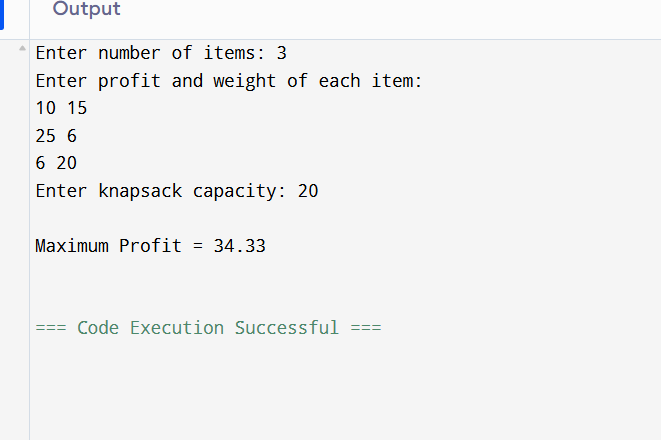 Output
Enter number of items: 3
Enter profit and weight of each item:
10 15
25 6
6 20
Enter knapsack capacity: 20
Maximum Profit = 34.33
=== Code Execution Successful ===